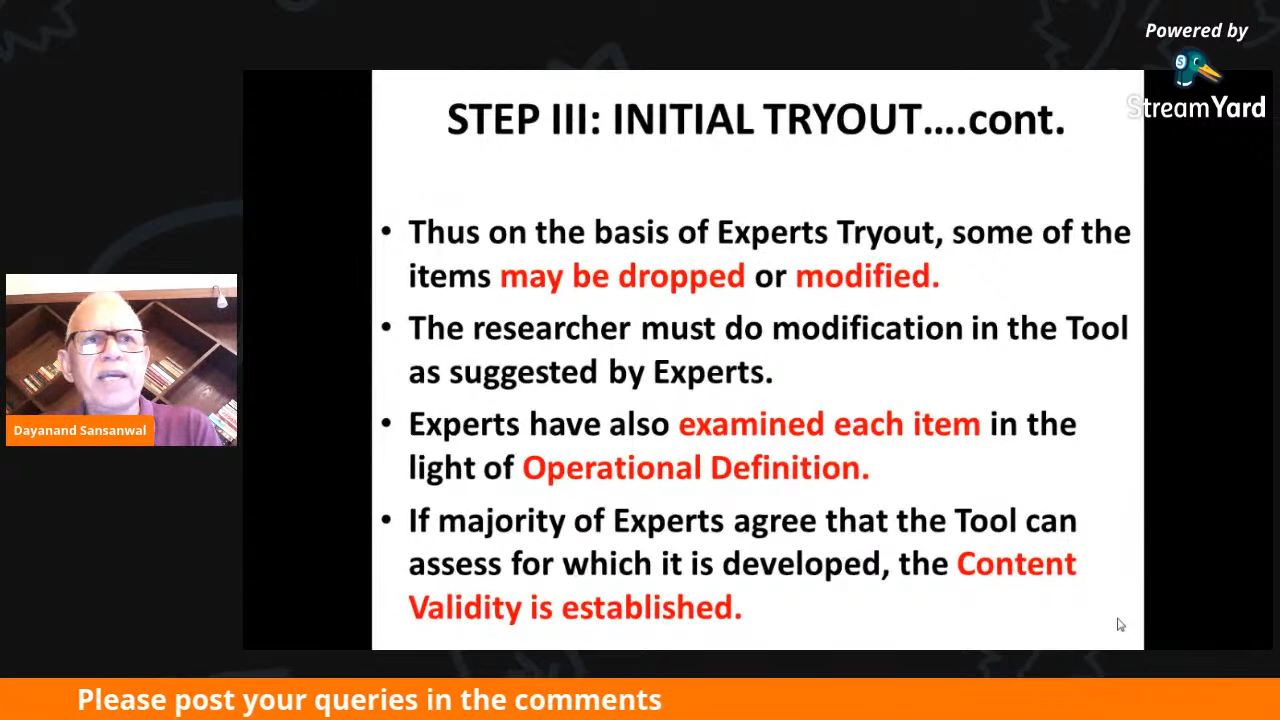 Powered by
StreamYard
STEP III: INITIAL TRYOUT....cont.
• Thus on the basis of Experts Tryout, some of the
items may be dropped or modified.
• The researcher must do modification in the Tool
as suggested by Experts.
• Experts have also examined each item in the
light of Operational Definition.
• If majority of Experts agree that the Tool can
assess for which it is developed, the Content
Validity is established.
Dayanand Sansanwal
Please post your queries in the comments